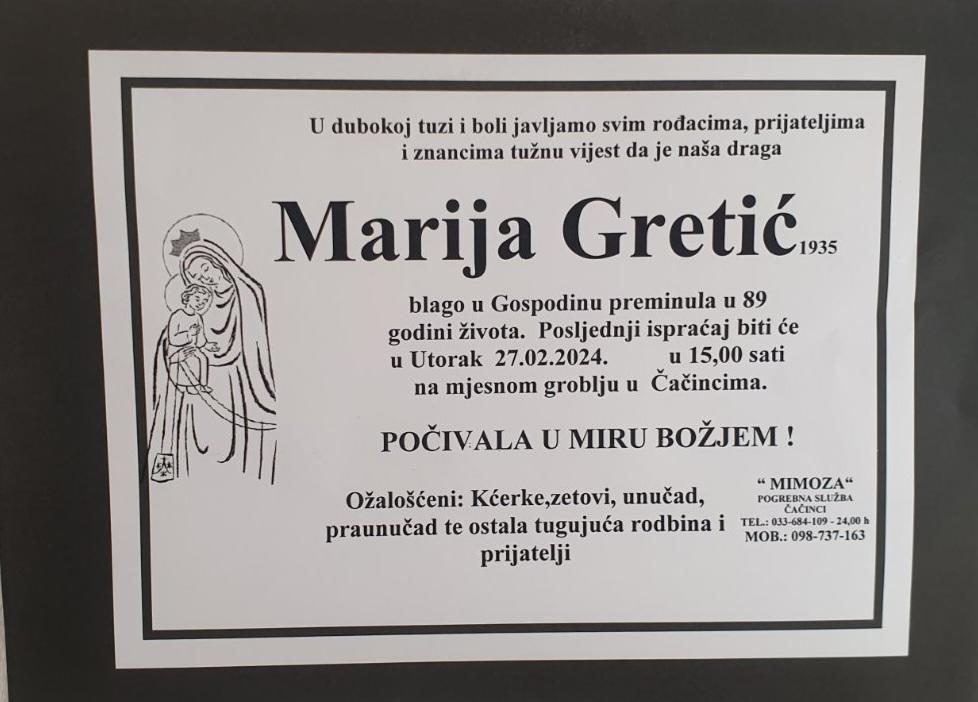 U dubokoj tuzi i boli javljamo svim rođacima, prijateljima
i znancima tužnu vijest da je naša draga
Marija Gretić 1935
blago u Gospodinu preminula u 89
godini života. Posljednji ispraćaj biti će
u Utorak 27.02.2024. u 15,00 sati
na mjesnom groblju u Čačincima.
POČIVALA U MIRU BOŽJEM !
Ožalošćeni: Kćerke,zetovi, unučad,
praunučad te ostala tugujuća rodbina i
prijatelji
“ MIMOZA“
POGREBNA SLUŽBA
ČAČINCI
TEL.: 033-684-109 - 24,00 h
MOB.: 098-737-163